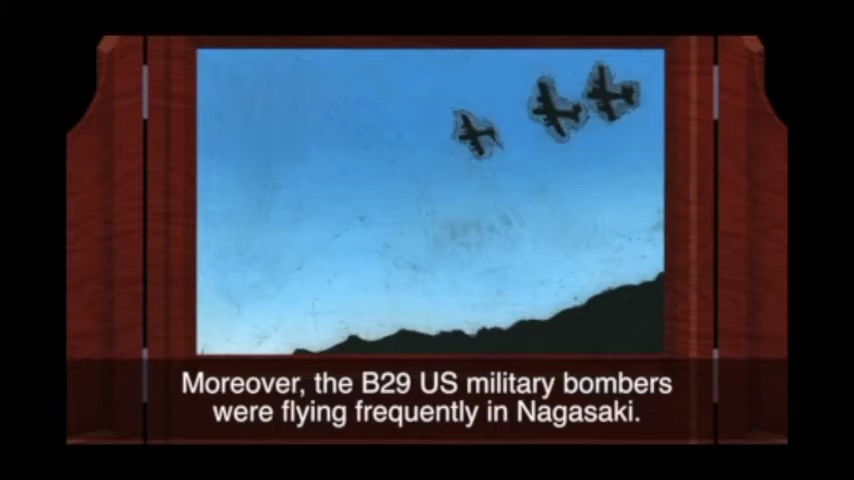 Moreover, the B29 US military bombers
were flying frequently in Nagasaki.